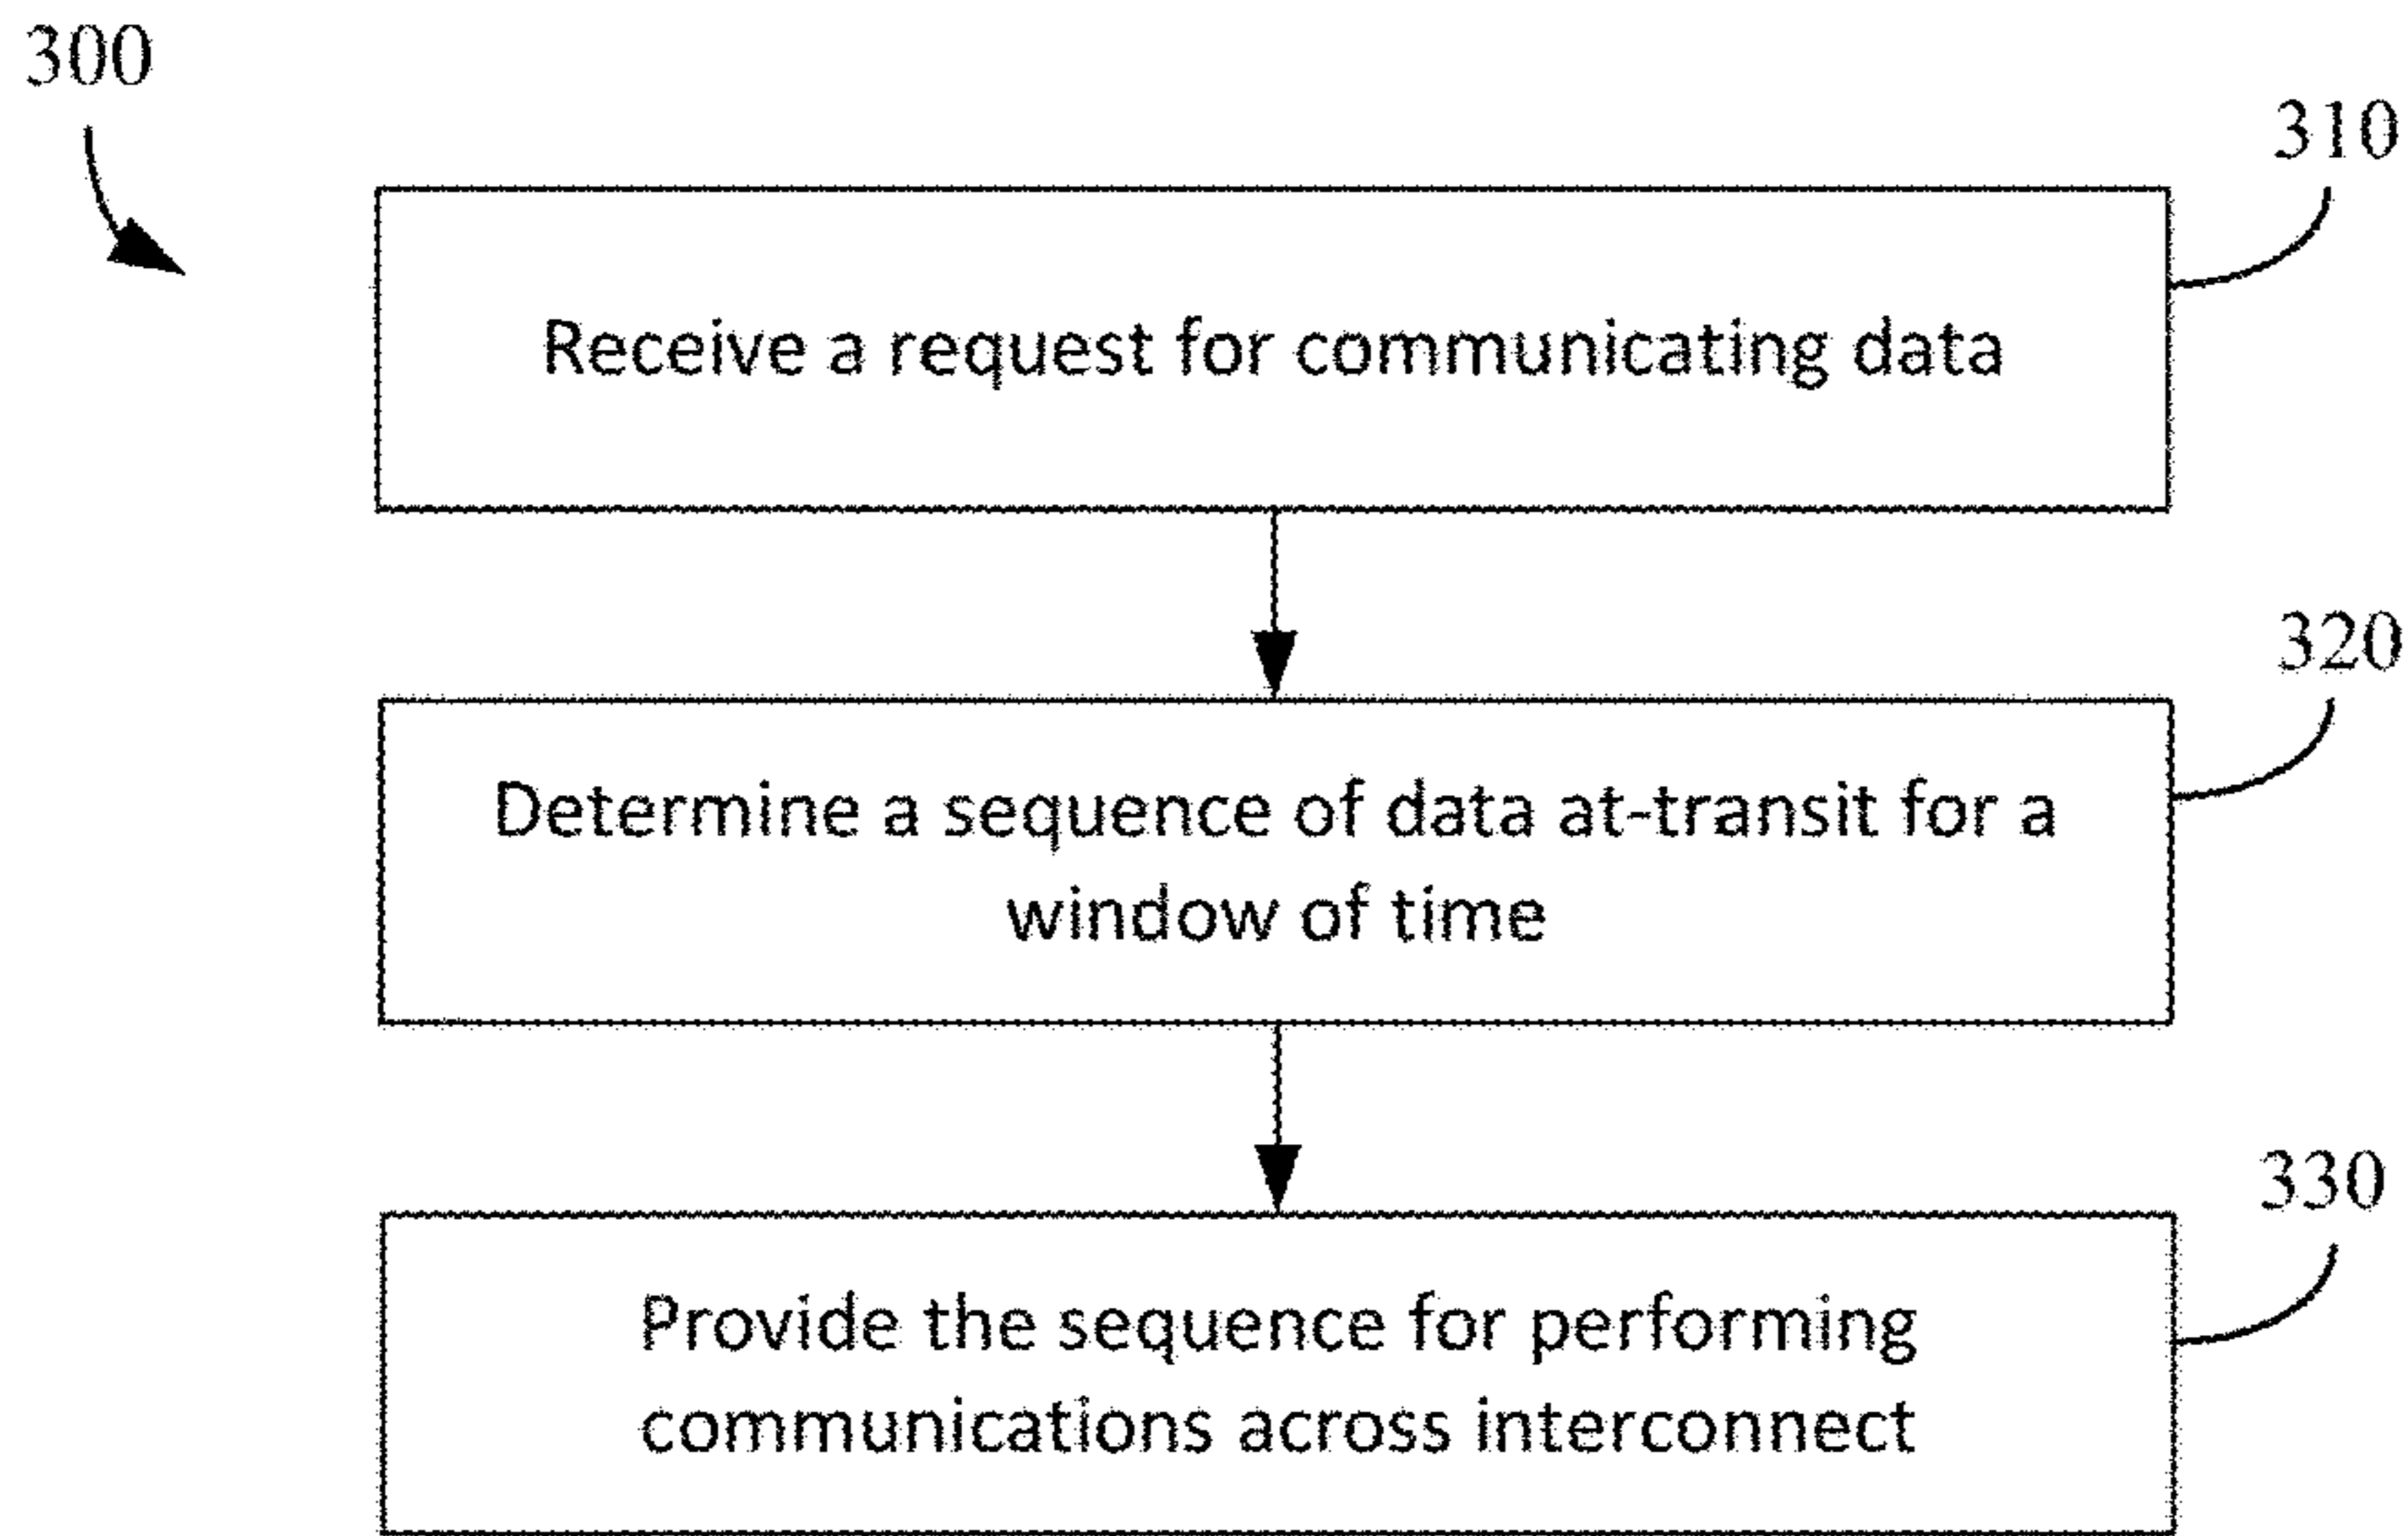 300
310
Receive a request for communicating data
320
Determine a sequence of data at-transit for a
window of time
330
Provide the sequence for performing
communications across interconnect